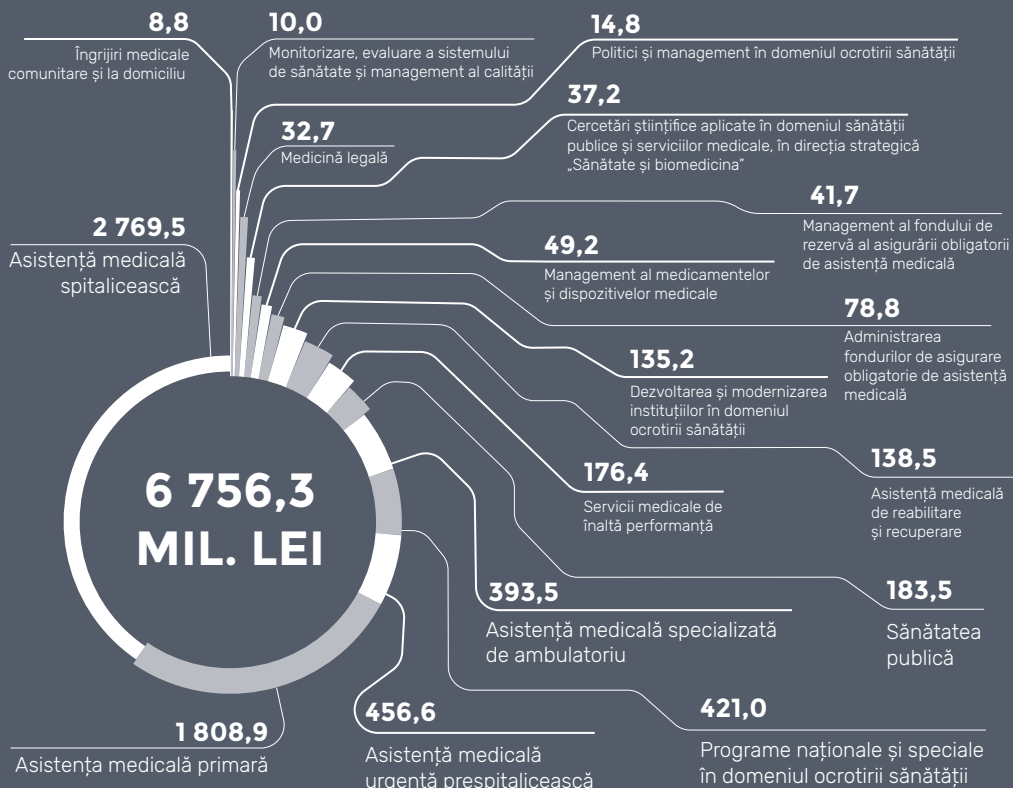 8,8
Îngrijiri medicale
comunitare și la domiciliu
10,0
Monitorizare, evaluare a sistemului
de sănătate și management al calității
14,8
Politici și management în domeniul ocrotirii sănătății
32,7
Medicină legală
37,2
Cercetări științifice aplicate în domeniul sănătății
publice și serviciilor medicale, în direcția strategică
„Sănătate și biomedicina”
41,7
Management al fondului de
rezervă al asigurării obligatorii
de asistență medicală
2 769,5
Asistență medicală
spitalicească
49,2
Management al medicamentelor
și dispozitivelor medicale
78,8
Administrarea
fondurilor de asigurare
obligatorie de asistență
medicală
135,2
Dezvoltarea și modernizarea
instituțiilor în domeniul
ocrotirii sănătății
138,5
Asistență medicală
de reabilitare
și recuperare
176,4
Servicii medicale de
înaltă performanță
6 756,3
MIL. LEI
183,5
Sănătatea
publică
393,5
Asistență medicală specializată
de ambulatoriu
421,0
Programe naționale și speciale
în domeniul ocrotirii sănătății
456,6
Asistență medicală
urgentă prespitalicească
1 808,9
Asistența medicală primară